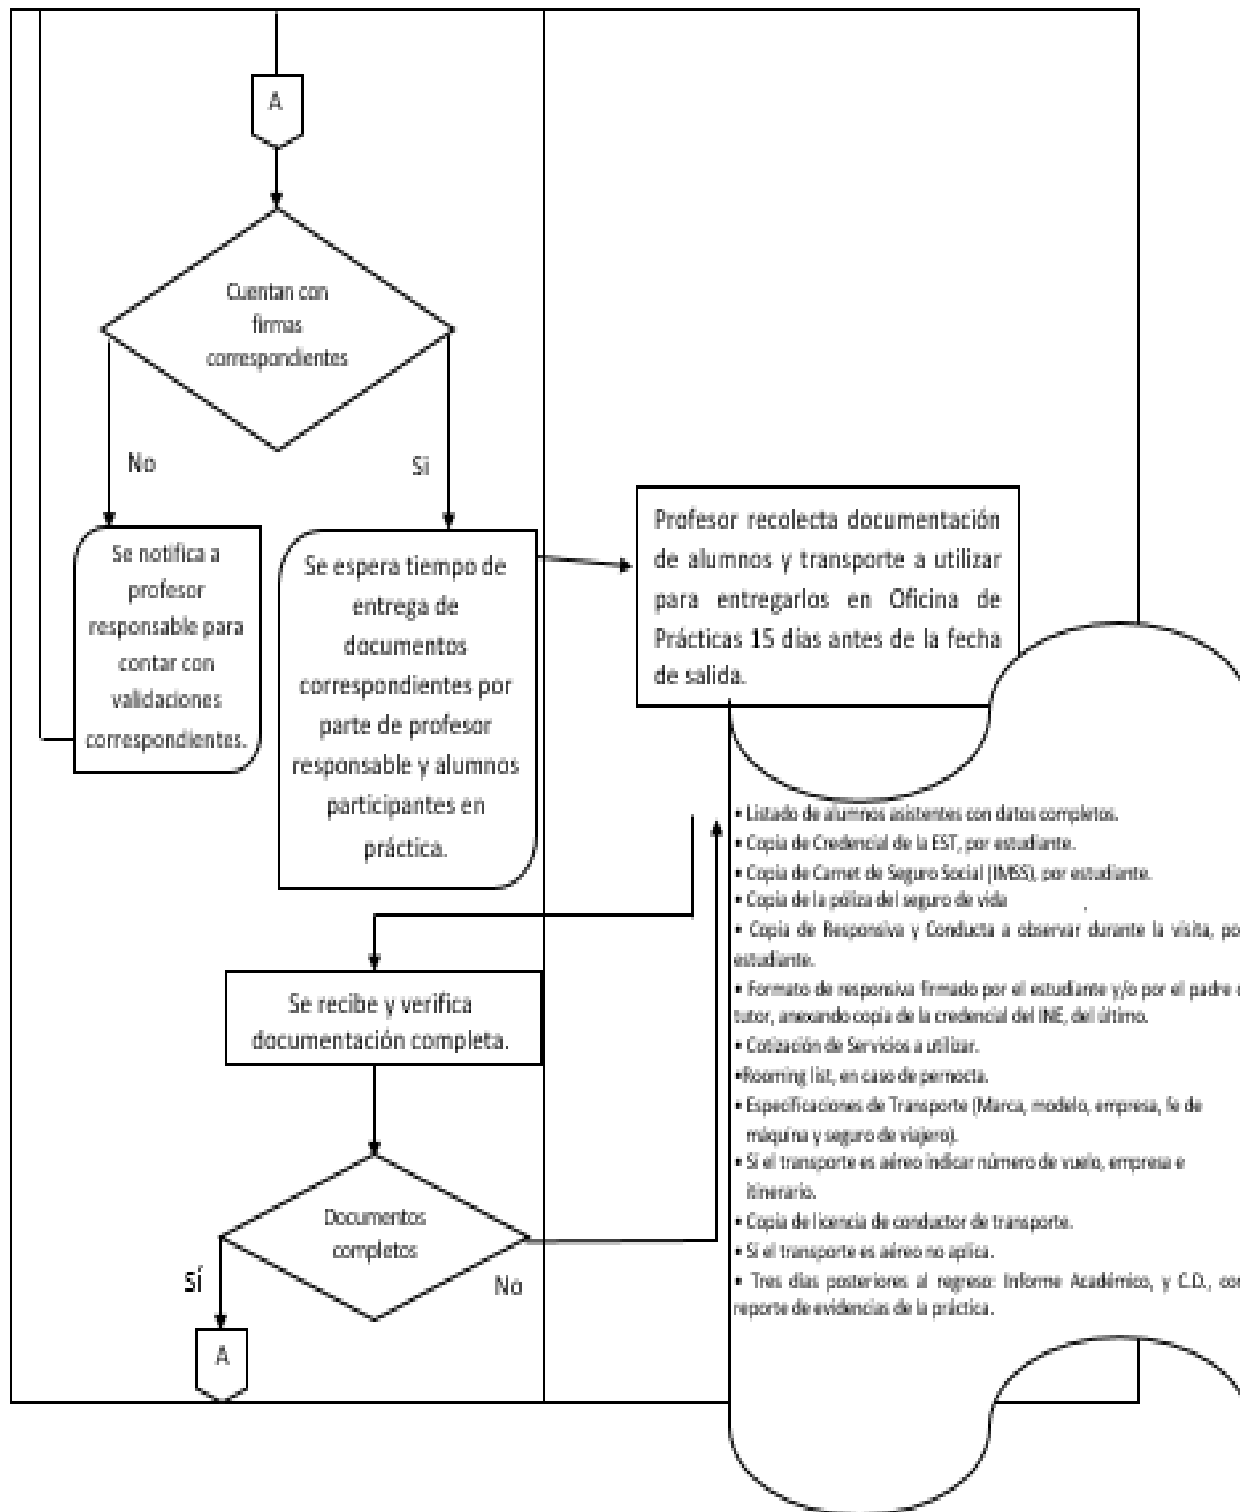 A
Cuentan con
firmas
correspondientes
No
Si
Se notifica a
profesor
responsable para
contar con
validaciones
correspondientes.
Se espera tiempo de
entrega de
documentos
correspondientes por
parte de profesor
responsable y alumnos
participantes en
práctica.
Profesor recolecta documentación
de alumnos y transporte a utilizar
para entregarlos en Oficina de
Prácticas 15 días antes de la fecha
de salida.
• Listado de alumnos asistentes con datos completos.
• Copia de Credencial de la EST, por estudiante.
• Copia de Carnet de Seguro Social (IMSS), por estudiante.
• Copia de la póliza del seguro de vida
• Copia de Responsiva y Conducta a observar durante la visita, po
estudiante.
• Formato de responsiva firmado por el estudiante y/o por el padre o
tutor, anexando copia de la credencial del INE, del último.
• Cotización de Servicios a utilizar.
•Rooming list, en caso de pernocta.
• Especificaciones de Transporte (Marca, modelo, empresa, fe de
máquina y seguro de viajero).
• Sí el transporte es aéreo indicar número de vuelo, empresa e
itinerario.
• Copia de licencia de conductor de transporte.
• Sí el transporte es aéreo no aplica.
• Tres días posteriores al regreso: Informe Académico, y C.D., con
reporte de evidencias de la práctica.
Se recibe y verifica
documentación completa.
Documentos
completos
sí
No
A